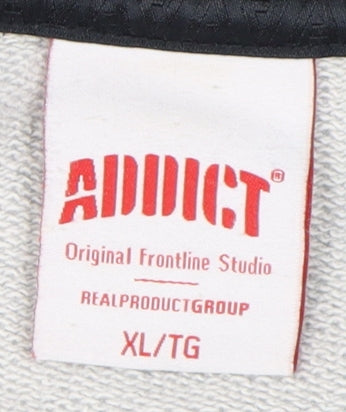 ADDICT®
Original Frontline Studio
REALPRODUCTGROUP
XL/TG